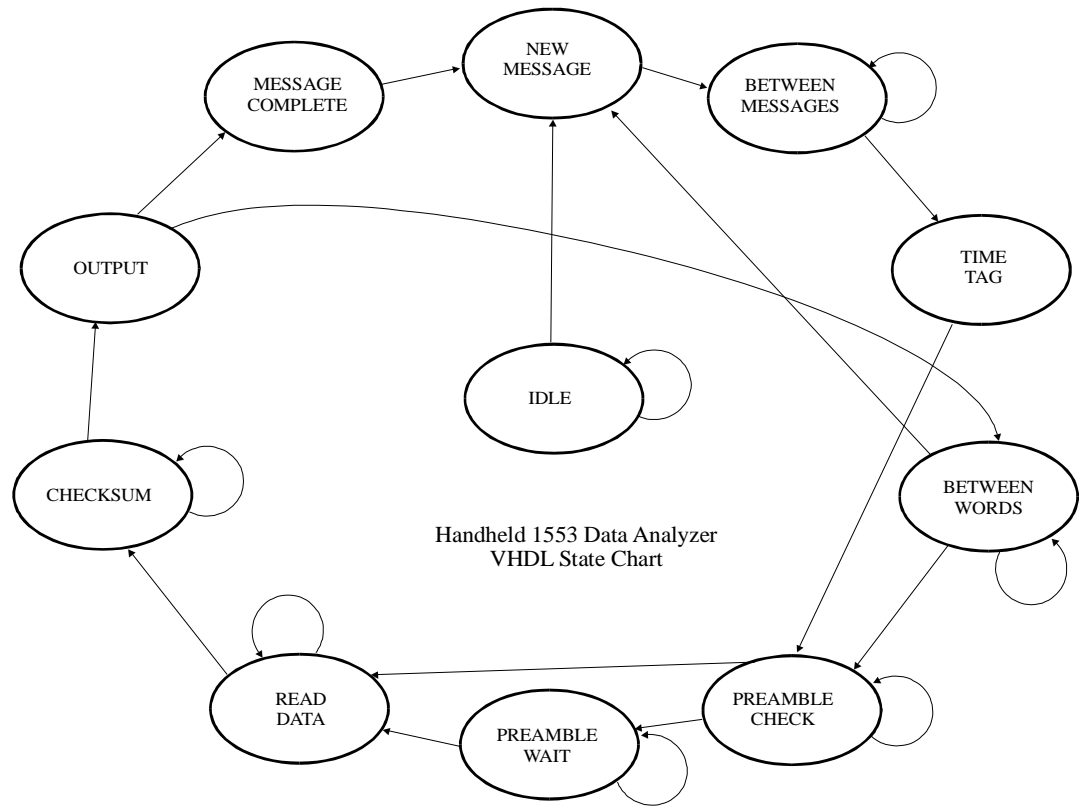 NEW
MESSAGE
MESSAGE
COMPLETE
BETWEEN
MESSAGES
OUTPUT
TIME
TAG
IDLE
CHECKSUM
BETWEEN
WORDS
Handheld 1553 Data Analyzer
VHDL State Chart
READ
DATA
PREAMBLE
WAIT
PREAMBLE
CHECK